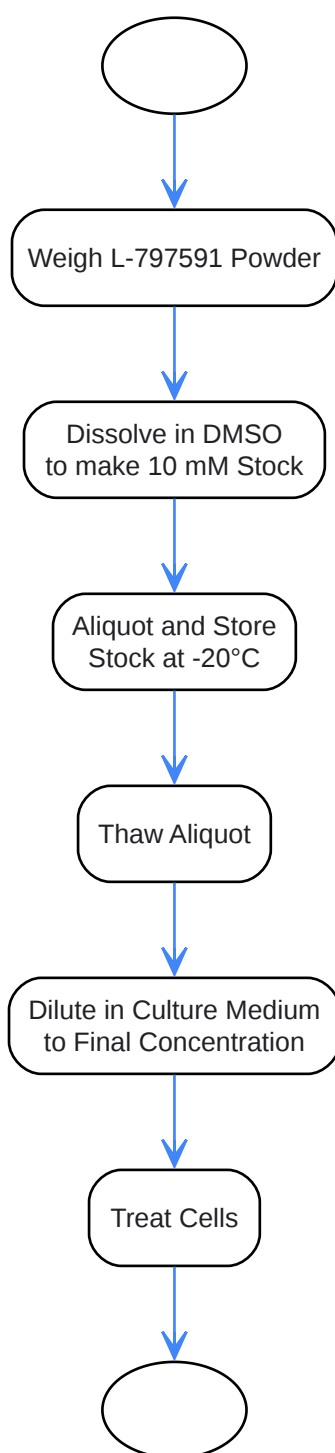 Weigh L-797591 Powder
Dissolve in DMSO
to make 10 mM Stock
Aliquot and Store
Stock at -20°C
Thaw Aliquot
Dilute in Culture Medium
to Final Concentration
Treat Cells